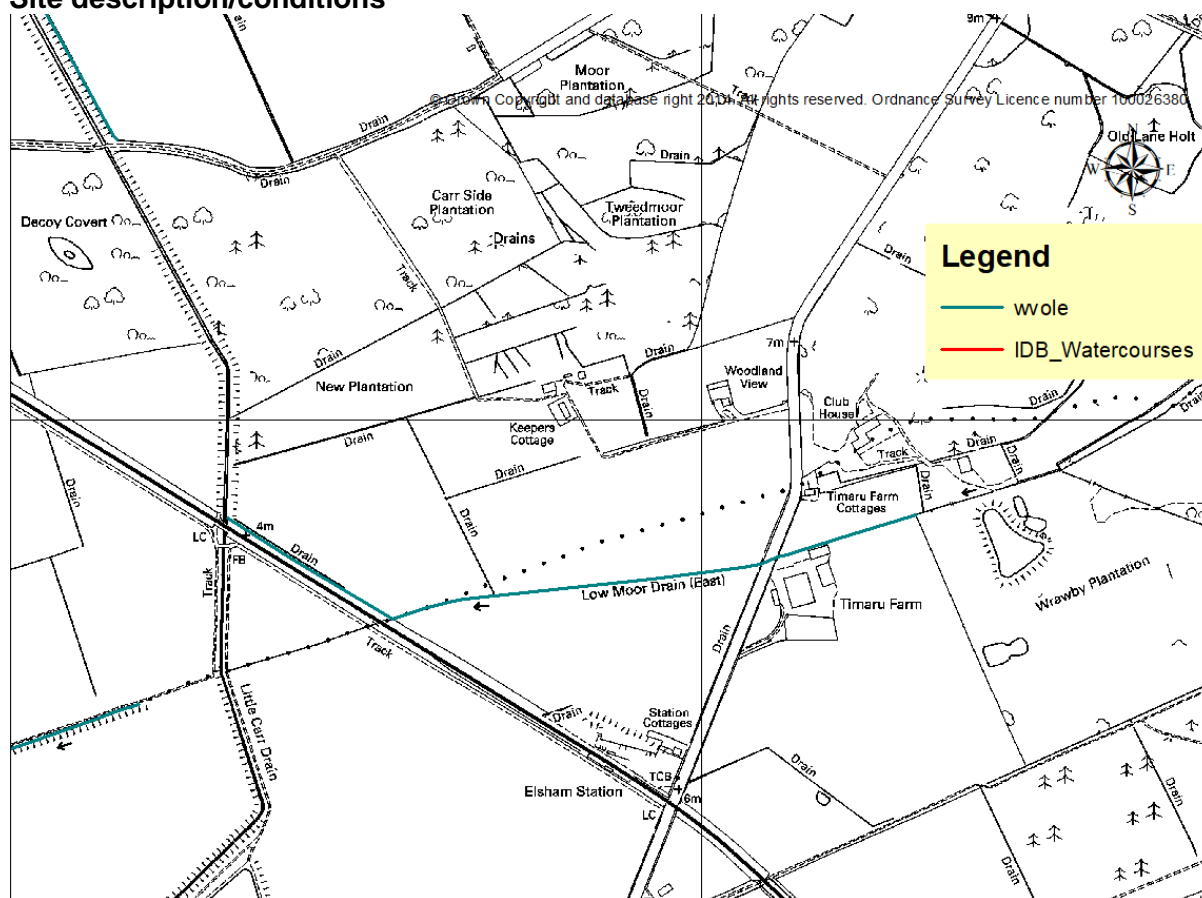 Site description/conditions
9m
Moor
Plantation
Track
© Crown Copyright and database right 2014. All rights reserved. Ordnance Survey Licence number 100026380
Drain
Old Lane Holt
N
W E
S
Drain
Drain
Carr Side
Plantation
Tweedmoor
Plantation
Decoy Covert
Drains
Drain
Legend
wvole
IDB_Watercourses
Track
Drain
7m
Drain
New Plantation
Woodland
View
Track
Drain
Club
House
Drain
Drain
Keepers
Cottage
Drain
Drain
Drain
Track
Drain
Drain
Timaru Farm
Cottages
Drain
Drain
4m
LC
FB
Drain
Track
Low Moor Drain (East)
Wrawby Plantation
Timaru Farm
Track
Drain
Little Carr Drain
Drain
Station
Cottages
TCB
Elsham Station
6m
LC
Drain
Drain
Drain